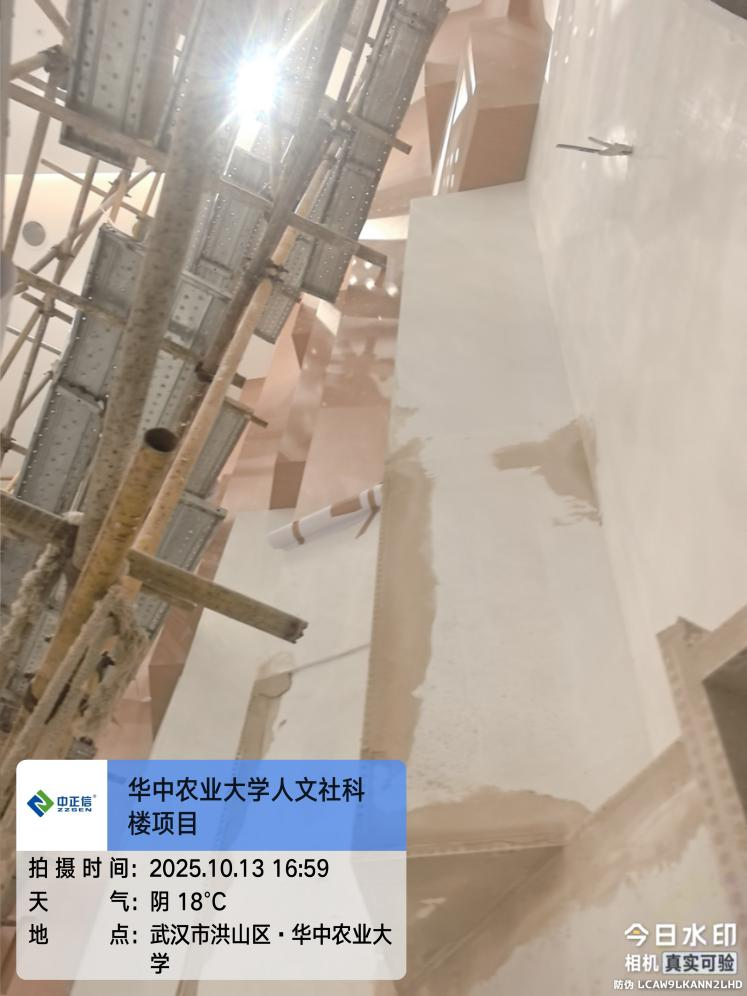 中正信
ZZSEN
华中农业大学人文社科
楼项目
拍摄时间: 2025.10.13 16:59
天气: 阴 18°C
地点: 武汉市洪山区·华中农业大
学
今日水印
相机 真实可验
防伪 LCAW9LKANN2LHD